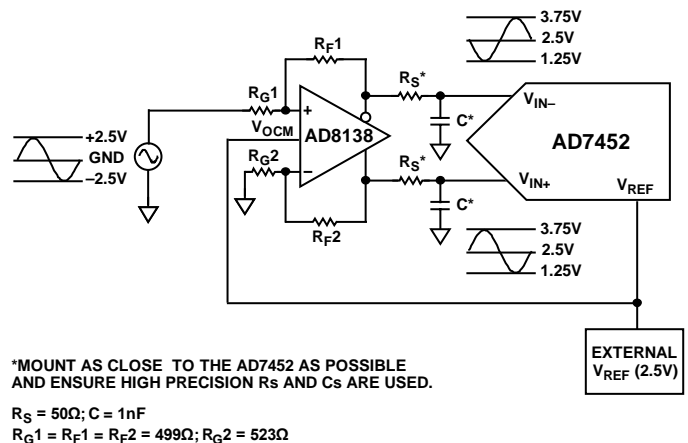 3.75V
2.5V
1.25V
RF1
RS*
RG1
+
VIN–
C*
VOCM
AD8138
AD7452
+2.5V
GND
–2.5V
RG2
–
RS*
VIN+
VREF
C*
RF2
3.75V
2.5V
1.25V
EXTERNAL
VREF (2.5V)
*MOUNT AS CLOSE TO THE AD7452 AS POSSIBLE
AND ENSURE HIGH PRECISION Rs AND Cs ARE USED.
RS = 50Ω; C = 1nF
RG1 = RF1 = RF2 = 499Ω; RG2 = 523Ω